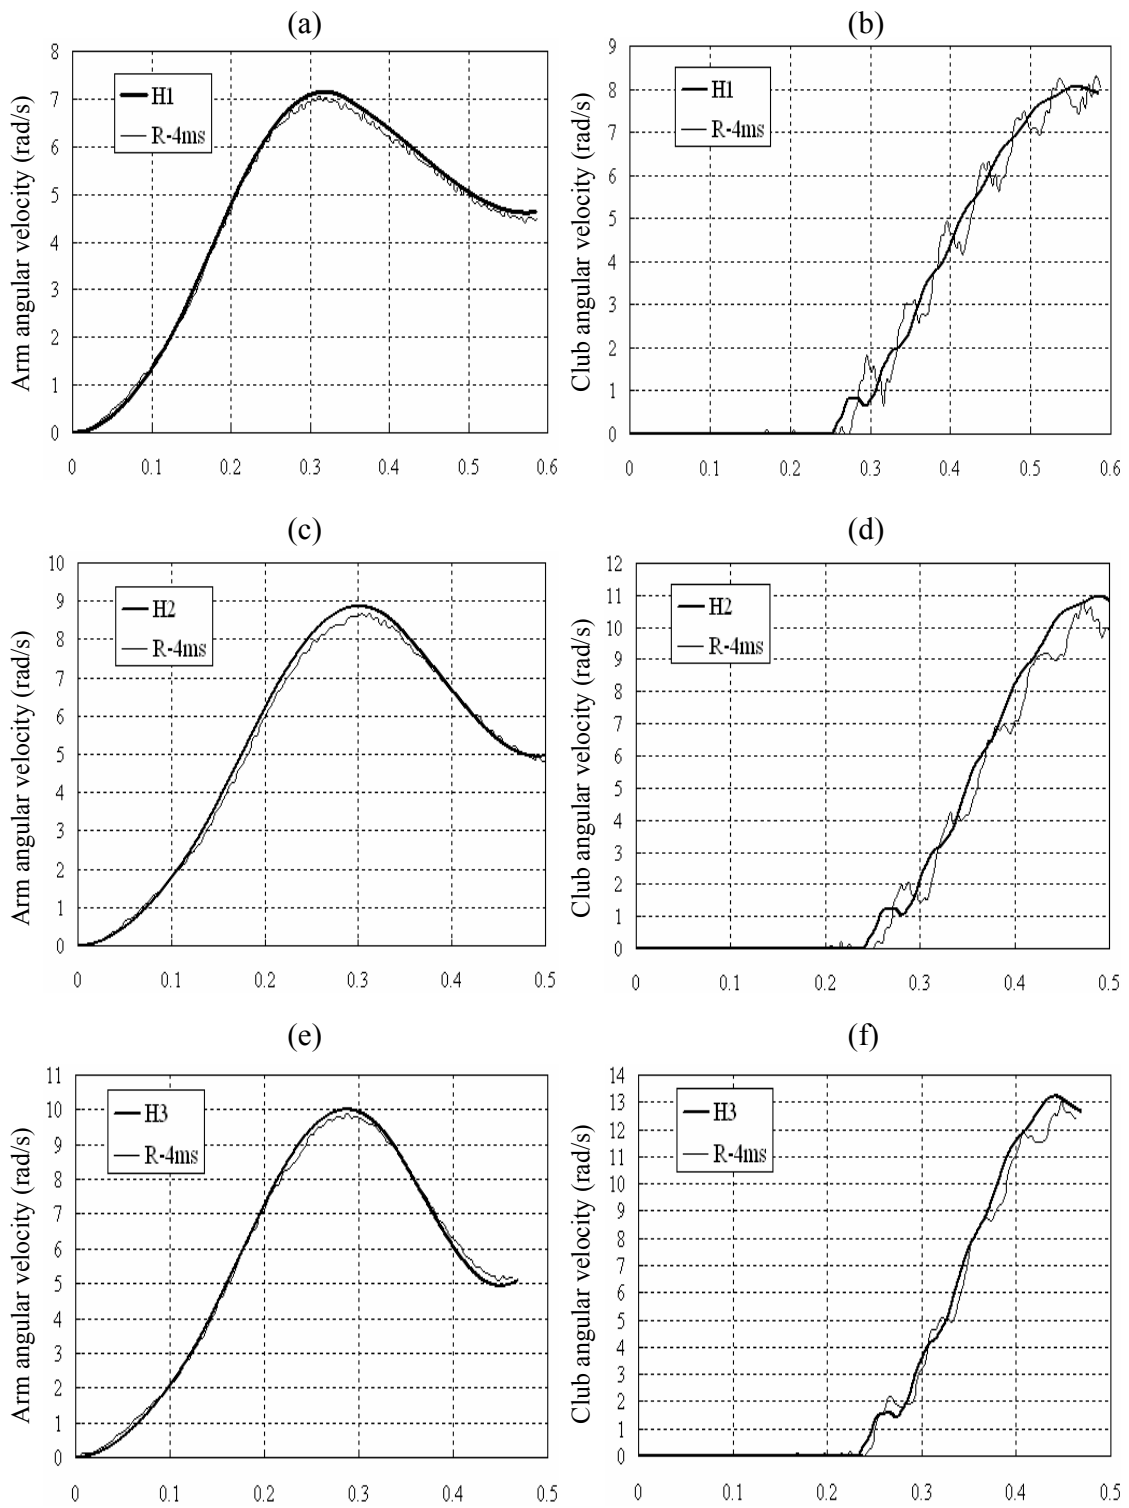 (a)
Arm angular velocity (rad/s)
8
7
6
5
4
3
2
1
0
H1
R-4ms
0 0.1 0.2 0.3 0.4 0.5 0.6
(b)
Club angular velocity (rad/s)
9
8
7
6
5
4
3
2
1
0
H1
R-4ms
0 0.1 0.2 0.3 0.4 0.5 0.6
(c)
Arm angular velocity (rad/s)
10
9
8
7
6
5
4
3
2
1
0
H2
R-4ms
0 0.1 0.2 0.3 0.4 0.5
(d)
Club angular velocity (rad/s)
12
11
10
9
8
7
6
5
4
3
2
1
0
H2
R-4ms
0 0.1 0.2 0.3 0.4 0.5
(e)
Arm angular velocity (rad/s)
11
10
9
8
7
6
5
4
3
2
1
0
H3
R-4ms
0 0.1 0.2 0.3 0.4 0.5
(f)
Club angular velocity (rad/s)
14
13
12
11
10
9
8
7
6
5
4
3
2
1
0
H3
R-4ms
0 0.1 0.2 0.3 0.4 0.5